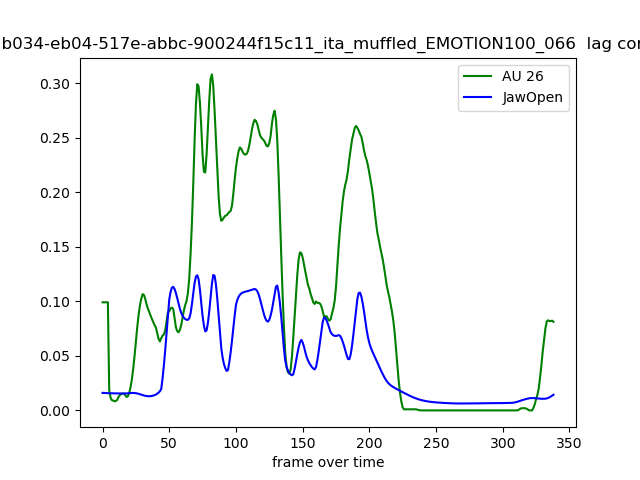 b034-eb04-517e-abbc-900244f15c11_ita_muffled_EMOTION100_066 lag cor
AU 26
JawOpen
0.30
0.25
0.20
0.15
0.10
0.05
0.00
0 50 100 150 200 250 300 350
frame over time